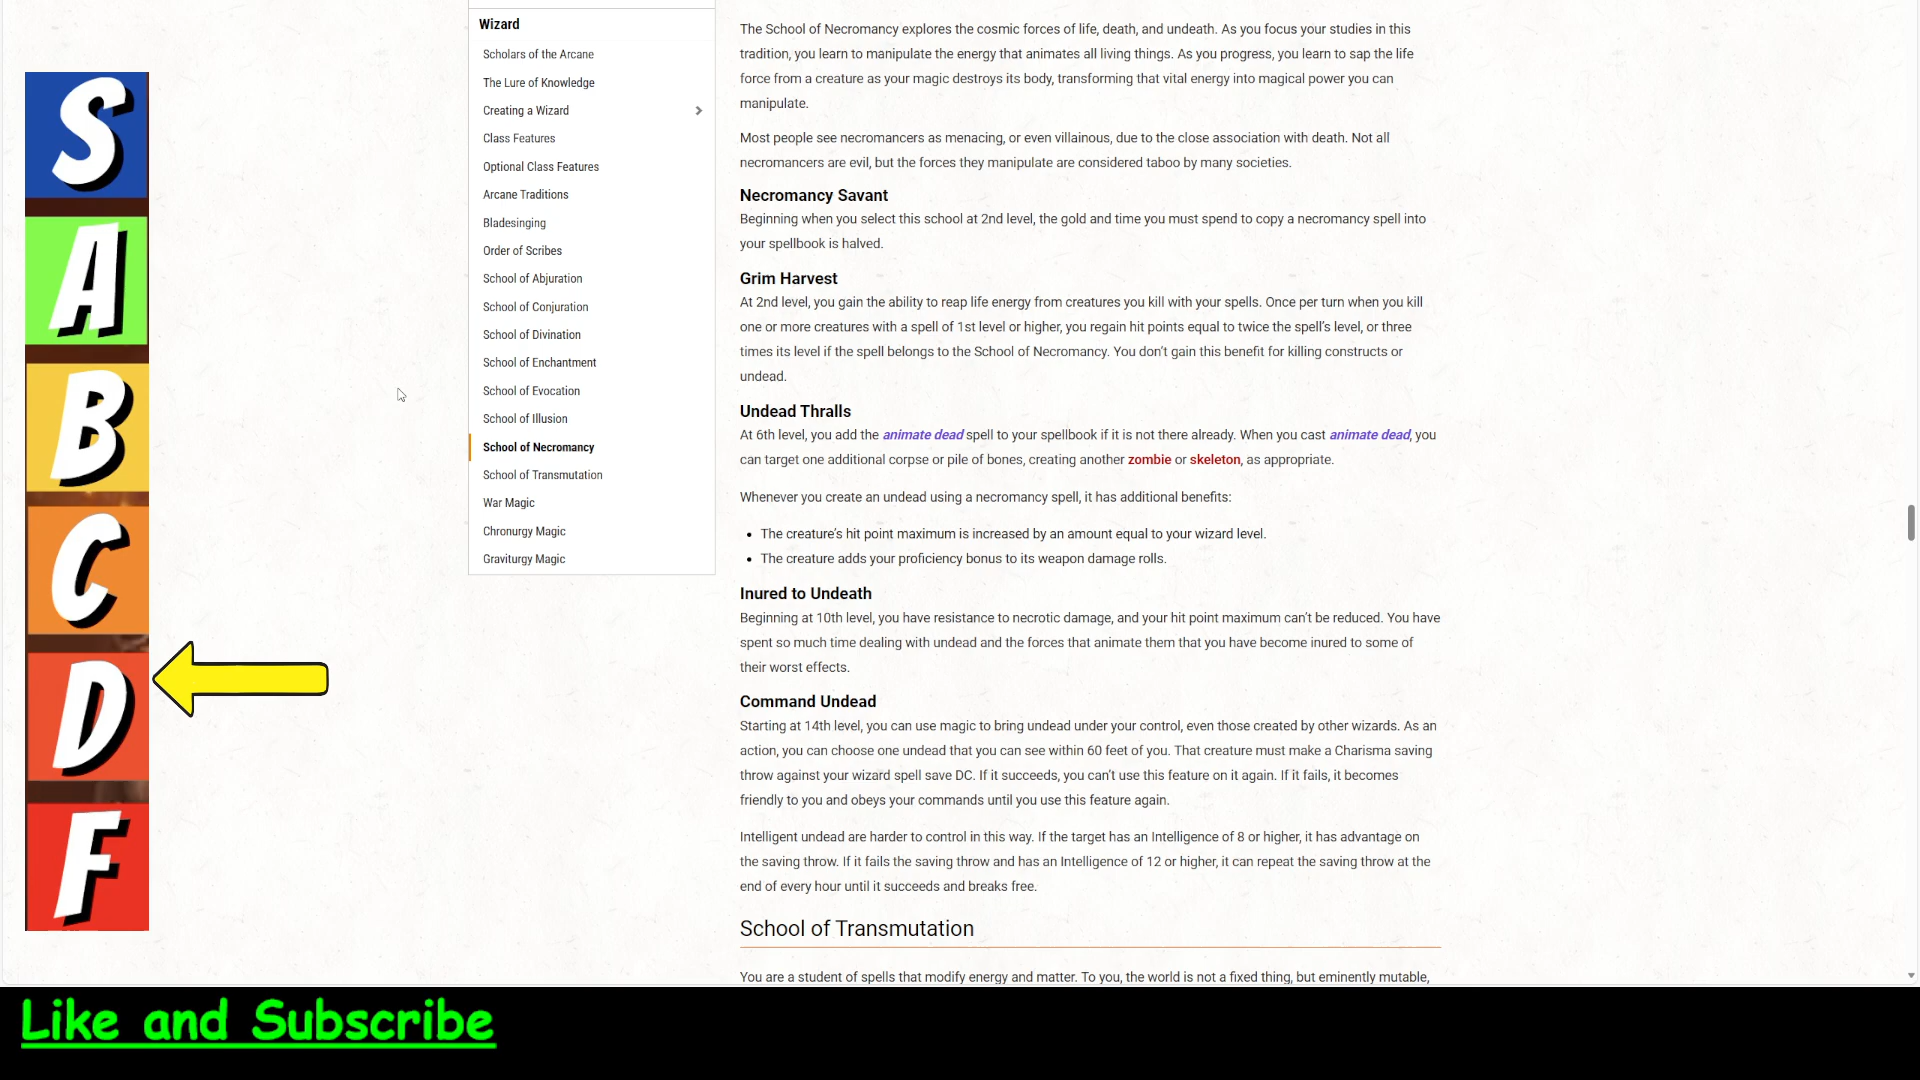 S
A
B
C
D
F
Wizard
Scholars of the Arcane
The Lure of Knowledge
Creating a Wizard
Class Features
Optional Class Features
Arcane Traditions
Bladesinging
Order of Scribes
School of Abjuration
School of Conjuration
School of Divination
School of Enchantment
School of Evocation
School of Illusion
School of Necromancy
School of Transmutation
War Magic
Chronurgy Magic
Graviturgy Magic
The School of Necromancy explores the cosmic forces of life, death, and undeath. As you focus your studies in this
tradition, you learn to manipulate the energy that animates all living things. As you progress, you learn to sap the life
force from a creature as your magic destroys its body, transforming that vital energy into magical power you can
manipulate.
Most people see necromancers as menacing, or even villainous, due to the close association with death. Not all
necromancers are evil, but the forces they manipulate are considered taboo by many societies.
Necromancy Savant
Beginning when you select this school at 2nd level, the gold and time you must spend to copy a necromancy spell into
your spellbook is halved.
Grim Harvest
At 2nd level, you gain the ability to reap life energy from creatures you kill with your spells. Once per turn when you kill
one or more creatures with a spell of 1st level or higher, you regain hit points equal to twice the spell's level, or three
times its level if the spell belongs to the School of Necromancy. You don't gain this benefit for killing constructs or
undead.
Undead Thralls
At 6th level, you add the animate dead spell to your spellbook if it is not there already. When you cast animate dead, you
can target one additional corpse or pile of bones, creating another zombie or skeleton, as appropriate.
Whenever you create an undead using a necromancy spell, it has additional benefits:
• The creature's hit point maximum is increased by an amount equal to your wizard level.
• The creature adds your proficiency bonus to its weapon damage rolls.
Inured to Undeath
Beginning at 10th level, you have resistance to necrotic damage, and your hit point maximum can't be reduced. You have
spent so much time dealing with undead and the forces that animate them that you have become inured to some of
their worst effects.
Command Undead
Starting at 14th level, you can use magic to bring undead under your control, even those created by other wizards. As an
action, you can choose one undead that you can see within 60 feet of you. That creature must make a Charisma saving
throw against your wizard spell save DC. If it succeeds, you can't use this feature on it again. If it fails, it becomes
friendly to you and obeys your commands until you use this feature again.
Intelligent undead are harder to control in this way. If the target has an Intelligence of 8 or higher, it has advantage on
the saving throw. If it fails the saving throw and has an Intelligence of 12 or higher, it can repeat the saving throw at the
end of every hour until it succeeds and breaks free.
School of Transmutation
You are a student of spells that modify energy and matter. To you, the world is not a fixed thing, but eminently mutable,
Like and Subscribe